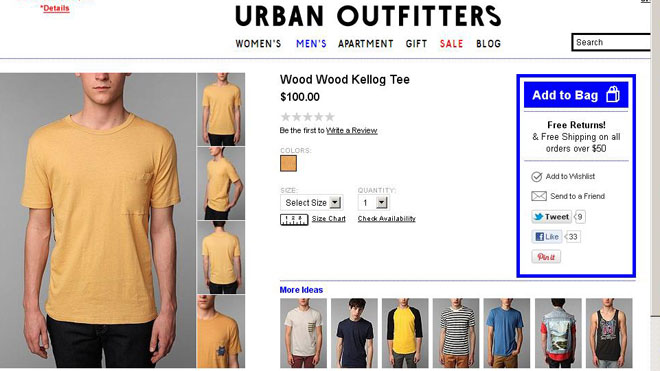 *Details
URBAN OUTFITTERS
WOMEN'S MEN'S APARTMENT GIFT SALE BLOG
Search
Wood Wood Kellog Tee
$100.00
Be the first to Write a Review
COLORS:
SIZE: QUANTITY:
Select Size 1
1 2 3 Size Chart Check Availability
Add to Bag
Free Returns!
& Free Shipping on all
orders over $50
Add to Wishlist
Send to a Friend
Tweet 9
Like 33
Pin it
More Ideas